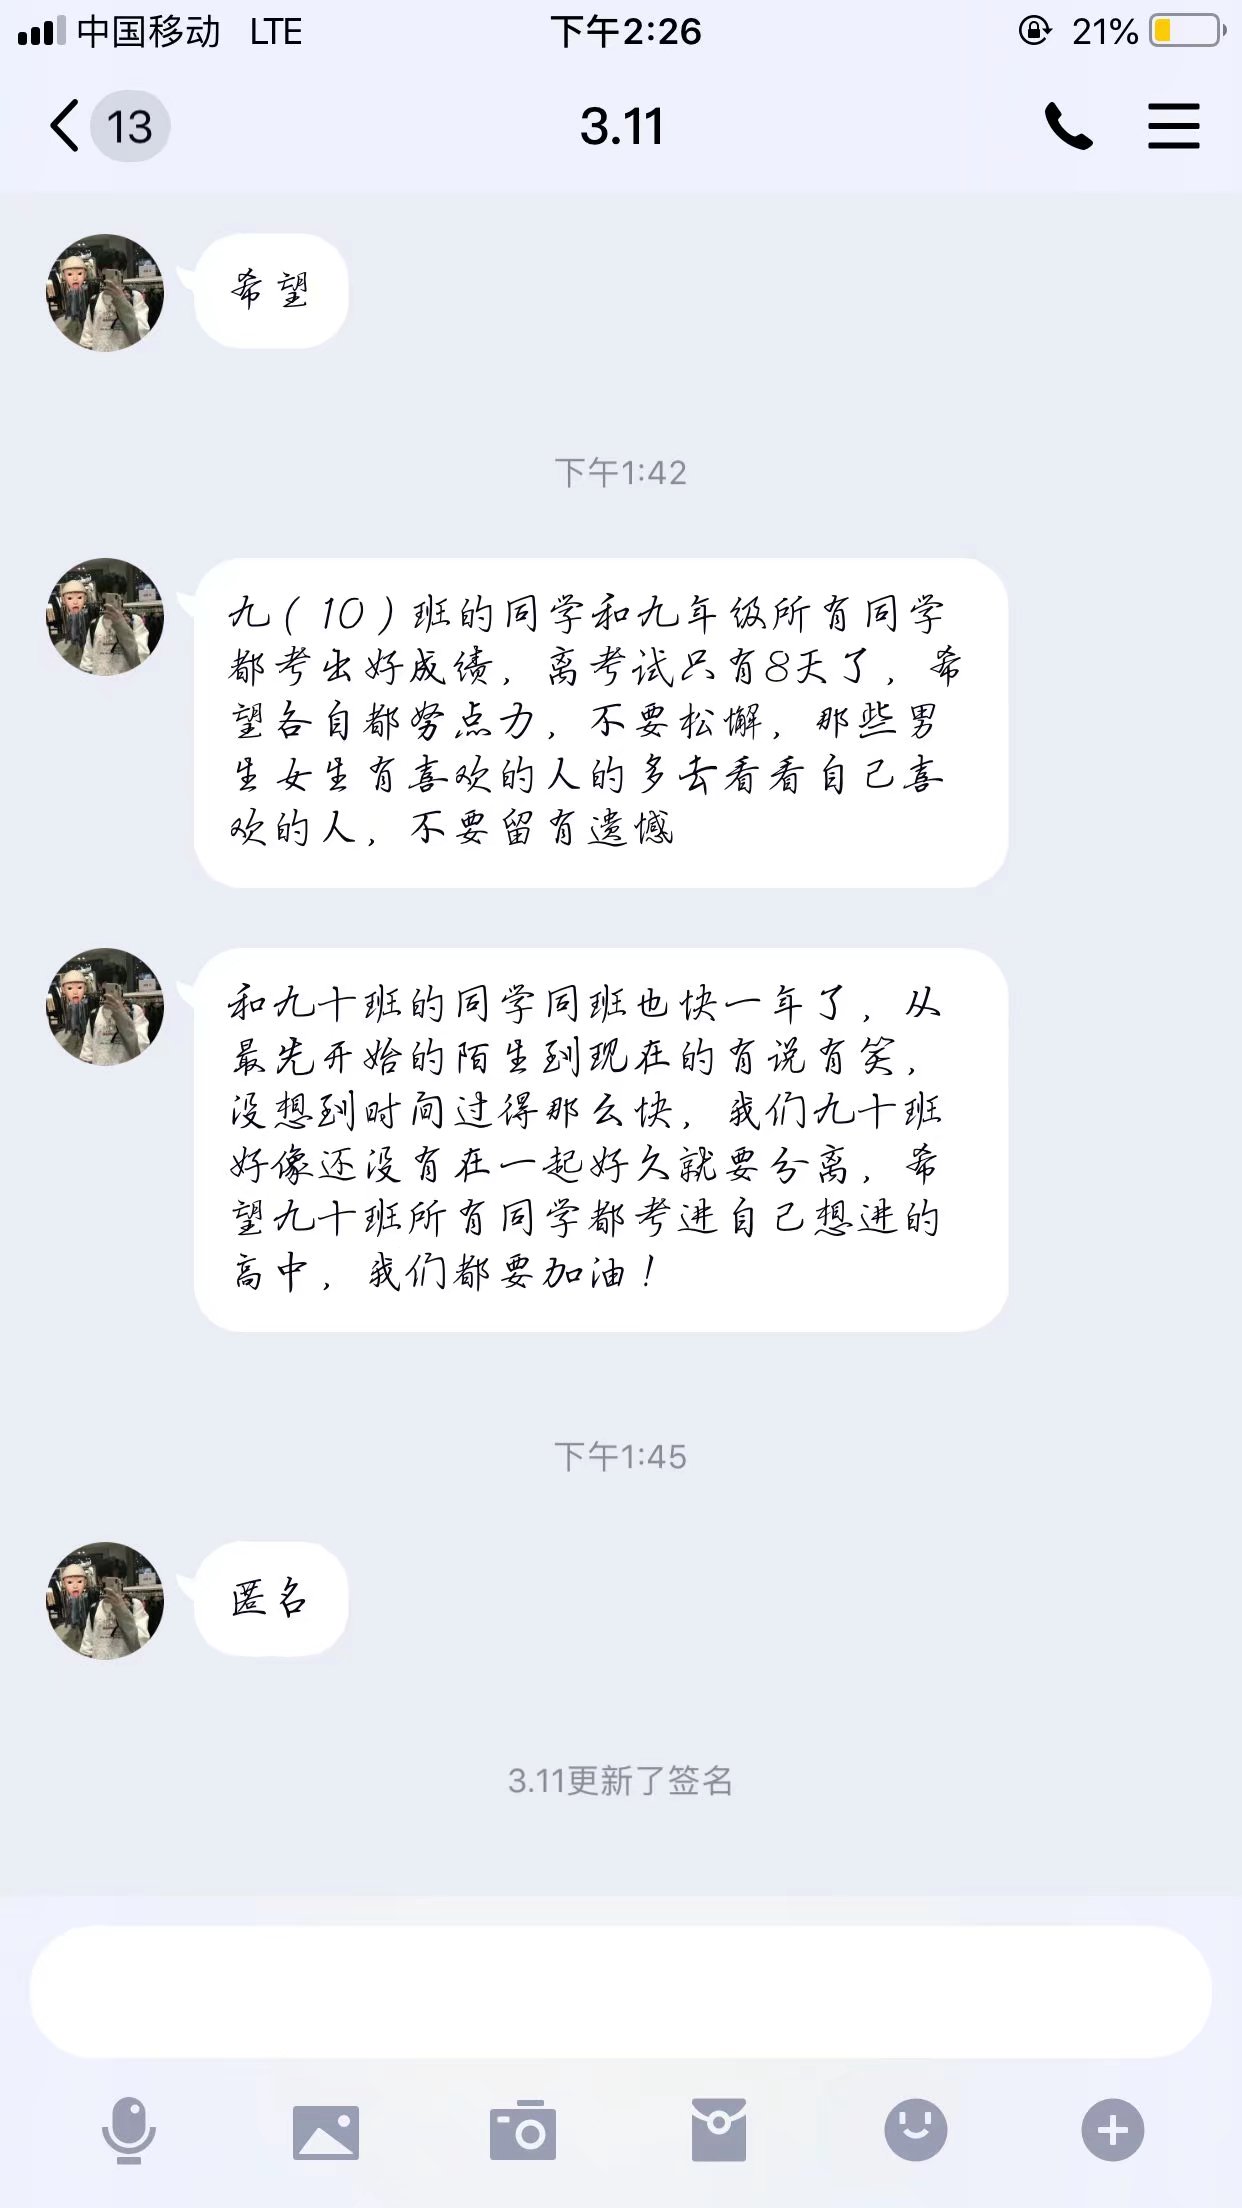 中国移动 LTE 下午2:26 21%
13 3.11
希望
下午1:42
九(10)班的同学和九年级所有同学
都考出好成绩,离考试只有8天了,希
望各自都努点力,不要松懈,那些男
生女生有喜欢的人的多去看看自己喜
欢的人,不要留有遗憾
和九十班的同学同班也快一年了,从
最先开始的陌生到现在的有说有笑,
没想到时间过得那么快,我们九十班
好像还没有在一起好久就要分离,希
望九十班所有同学都考进自己想进的
高中,我们都要加油!
下午1:45
匿名
3.11更新了签名